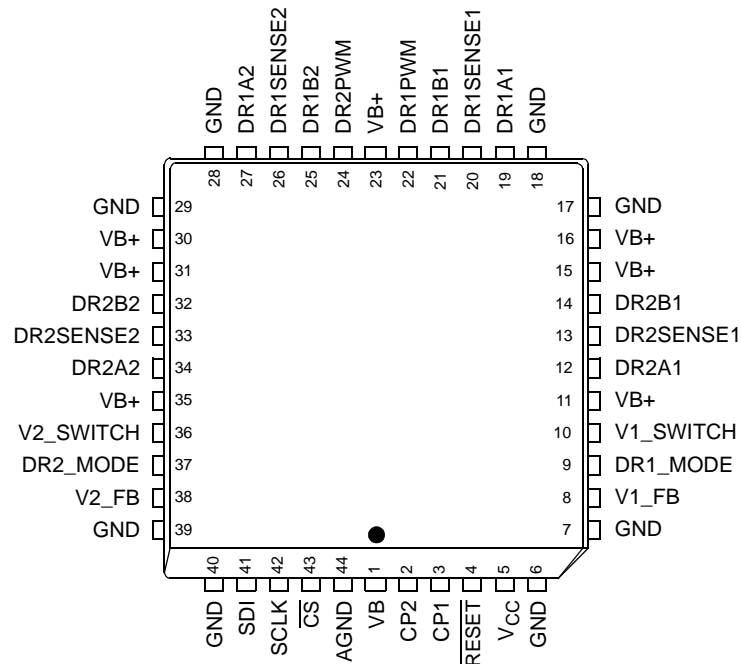 GND
DR1A2
DR1SENSE2
DR1B2
DR2PWM
VB+
DR1PWM
DR1B1
DR1SENSE1
DR1A1
GND
28
27
26
25
24
23
22
21
20
19
18
GND 29
VB+ 30
VB+ 31
DR2B2 32
DR2SENSE2 33
DR2A2 34
VB+ 35
V2_SWITCH 36
DR2_MODE 37
V2_FB 38
GND 39
17 GND
16 VB+
15 VB+
14 DR2B1
13 DR2SENSE1
12 DR2A1
11 VB+
10 V1_SWITCH
9 DR1_MODE
8 V1_FB
7 GND
40
41
42
43
44
1
2
3
4
5
6
GND
SDI
SCLK
CS
AGND
VB
CP2
CP1
RESET
VCC
GND